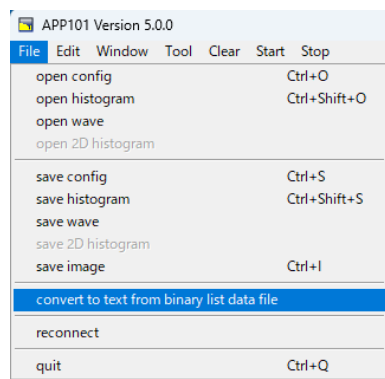 APP101 Version 5.0.0
File Edit Window Tool Clear Start Stop
open config Ctrl+O
open histogram Ctrl+Shift+O
open wave
open 2D histogram
save config Ctrl+S
save histogram Ctrl+Shift+S
save wave
save 2D histogram
save image Ctrl+I
convert to text from binary list data file
reconnect
quit Ctrl+Q